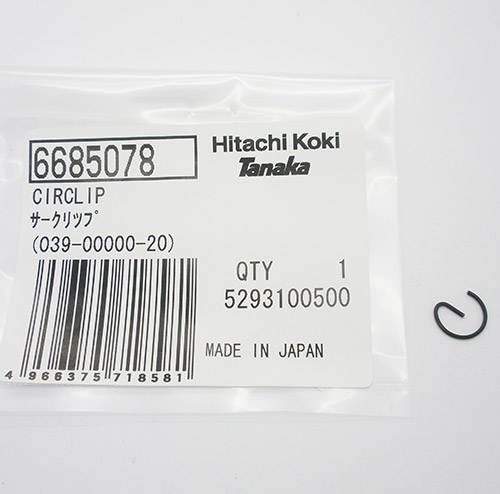 6685078
Hitachi Koki
Tanaka
CIRCLIP
サークリツプ
(039-00000-20)
QTY 1
5293100500
MADE IN JAPAN
4 966375 718581